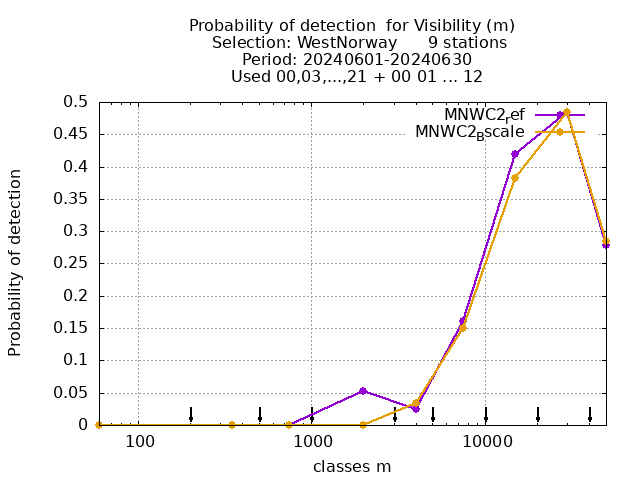 Probability of detection  for Visibility (m)
Selection: WestNorway      9 stations
Period: 20240601-20240630
Used 00,03,...,21 + 00 01 ... 12
MNWC2ref
MNWC2Bscale
Probability of detection
0.5
0.45
0.4
0.35
0.3
0.25
0.2
0.15
0.1
0.05
0
100
1000
10000
classes m